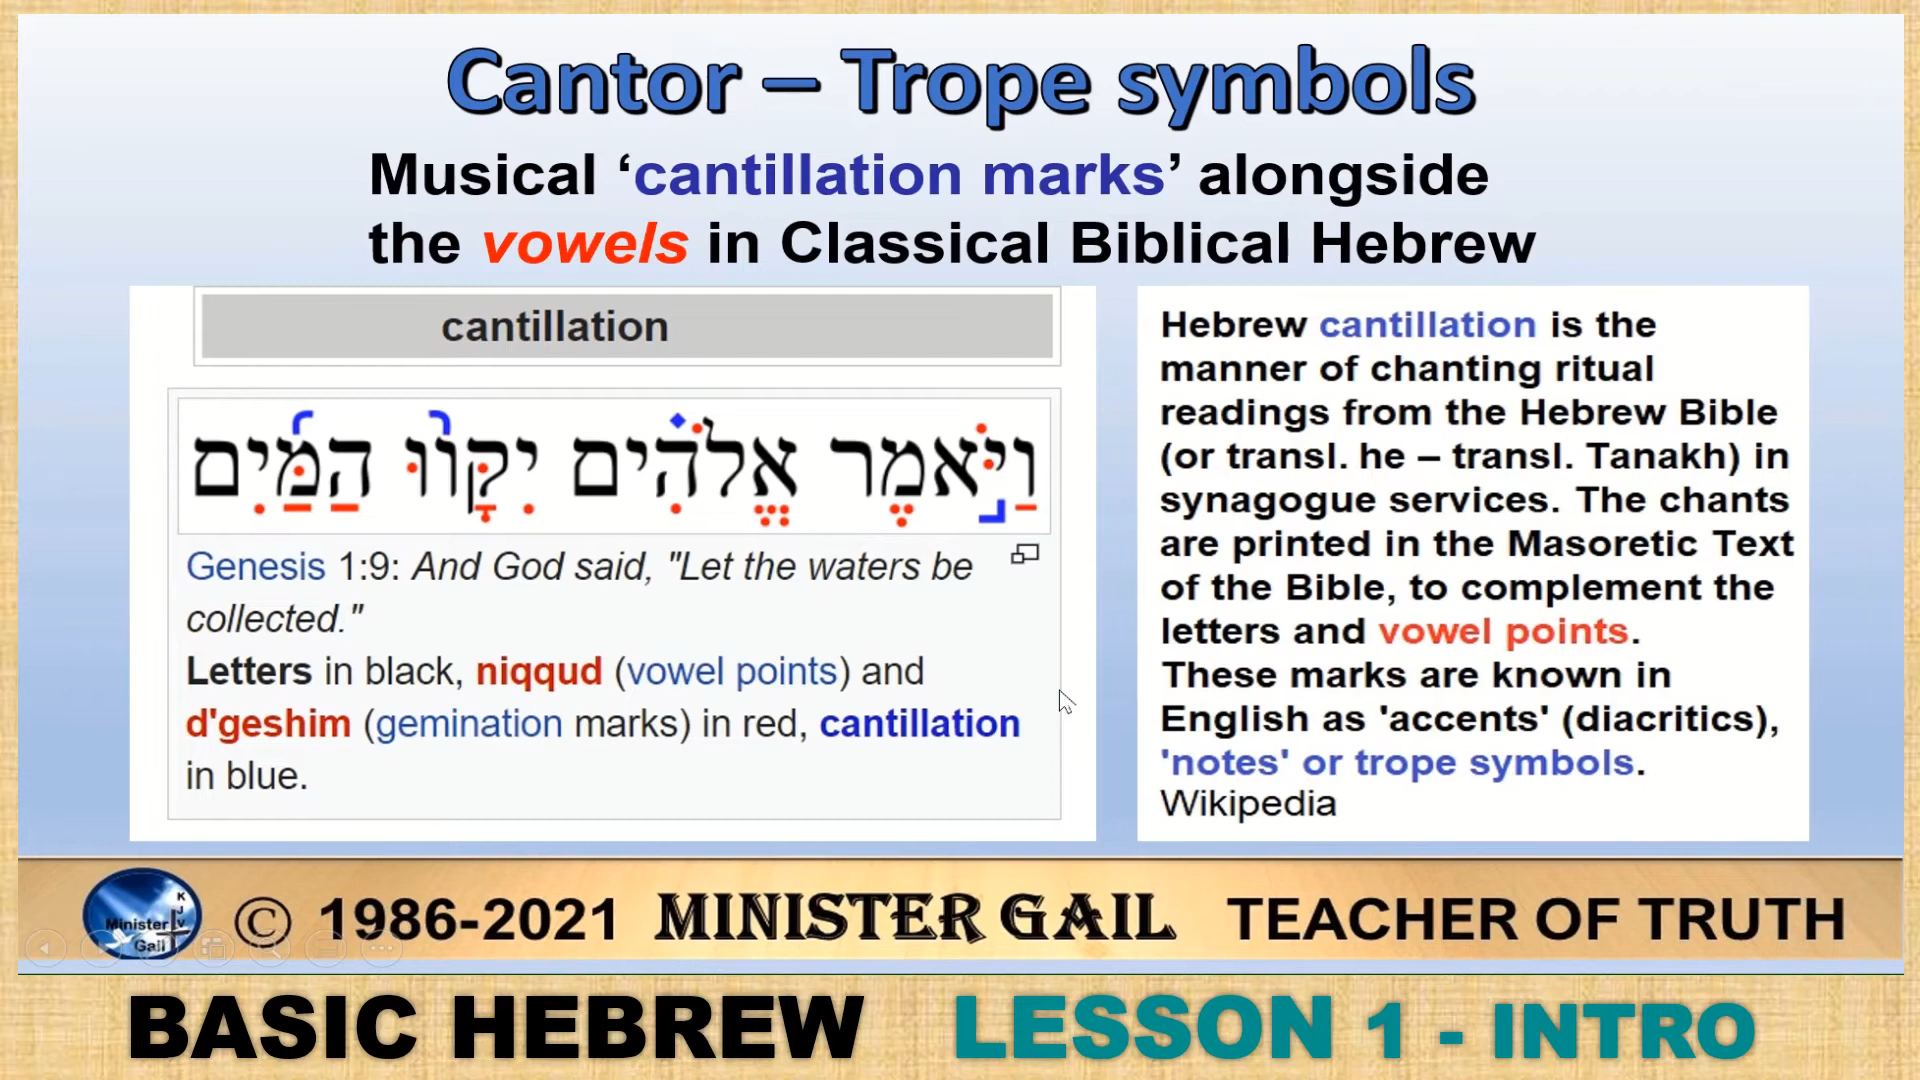 Cantor – Trope symbols
Musical ‘cantillation marks’ alongside
the vowels in Classical Biblical Hebrew
cantillation
וַיֹּ֣אמֶר אֱלֹהִ֗ים יִקָּו֨וּ הַמַּ֜יִם
Genesis 1:9: And God said, "Let the waters be
collected."
Letters in black, niqqud (vowel points) and
d'geshim (gemination marks) in red, cantillation
in blue.
Hebrew cantillation is the
manner of chanting ritual
readings from the Hebrew Bible
(or transl. he – transl. Tanakh) in
synagogue services. The chants
are printed in the Masoretic Text
of the Bible, to complement the
letters and vowel points.
These marks are known in
English as 'accents' (diacritics),
'notes' or trope symbols.
Wikipedia
KJV
Minister
Gail
© 1986-2021 MINISTER GAIL TEACHER OF TRUTH
BASIC HEBREW LESSON 1 - INTRO